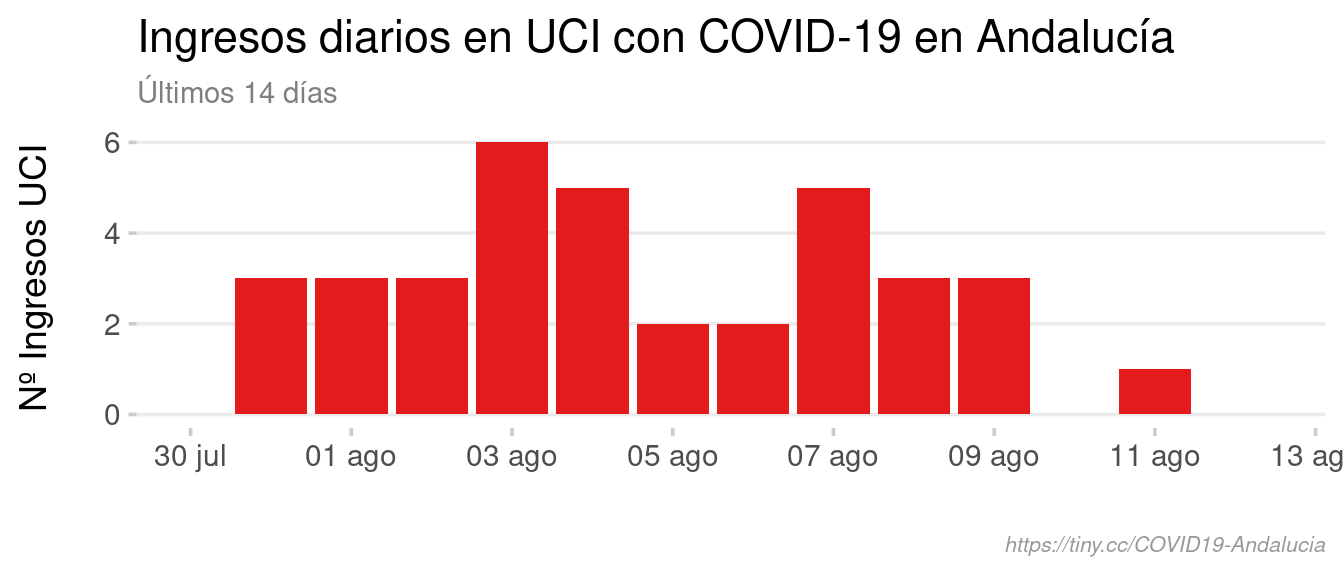 Ingresos diarios en UCI con COVID-19 en Andalucía
Últimos 14 días
Nº Ingresos UCI
6
4
2
0
30 jul 01 ago 03 ago 05 ago 07 ago 09 ago 11 ago 13 ag
https://tiny.cc/COVID19-Andalucia